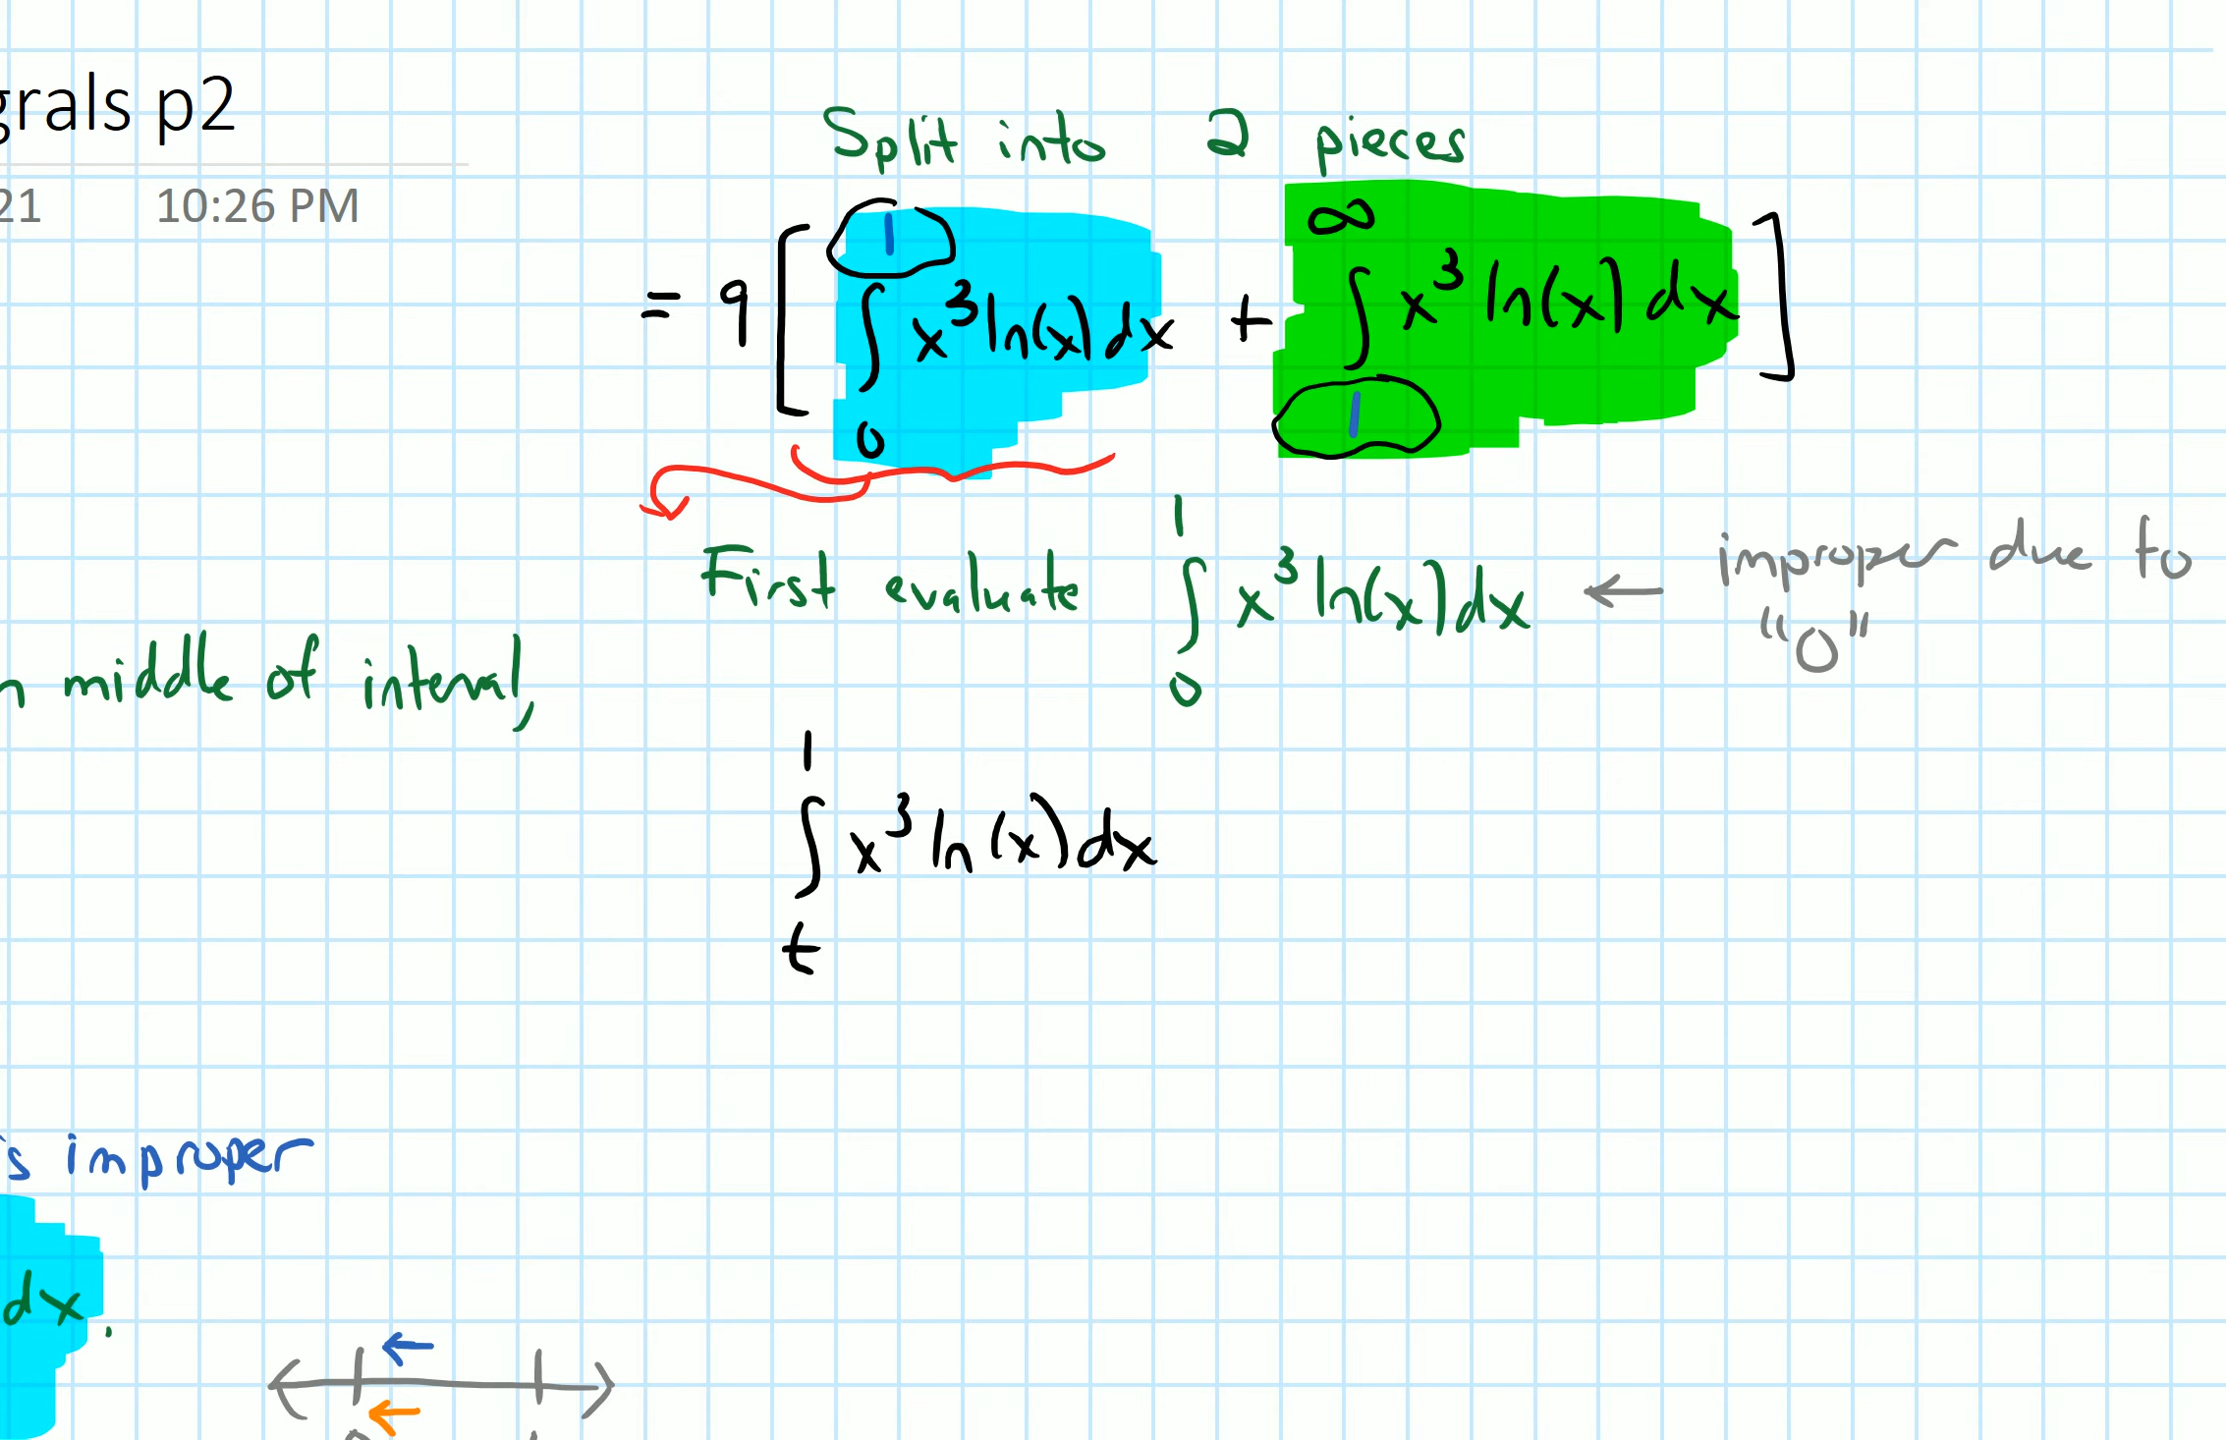 grals p2
21 10:26 PM
Split into 2 pieces
= 9 [ ∫₀¹ x³ ln(x) dx + ∫₁^∞ x³ ln(x) dx ]
First evaluate ∫₀¹ x³ ln(x) dx ← improper due to
"0"
n middle of interval,
∫ₜ¹ x³ ln(x) dx
s improper
dx.